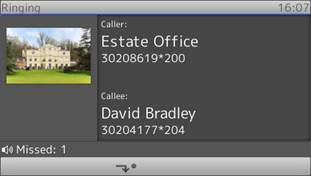 Ringing 16:07
Caller:
Estate Office
30208619*200
Callee:
David Bradley
30204177*204
Missed: 1